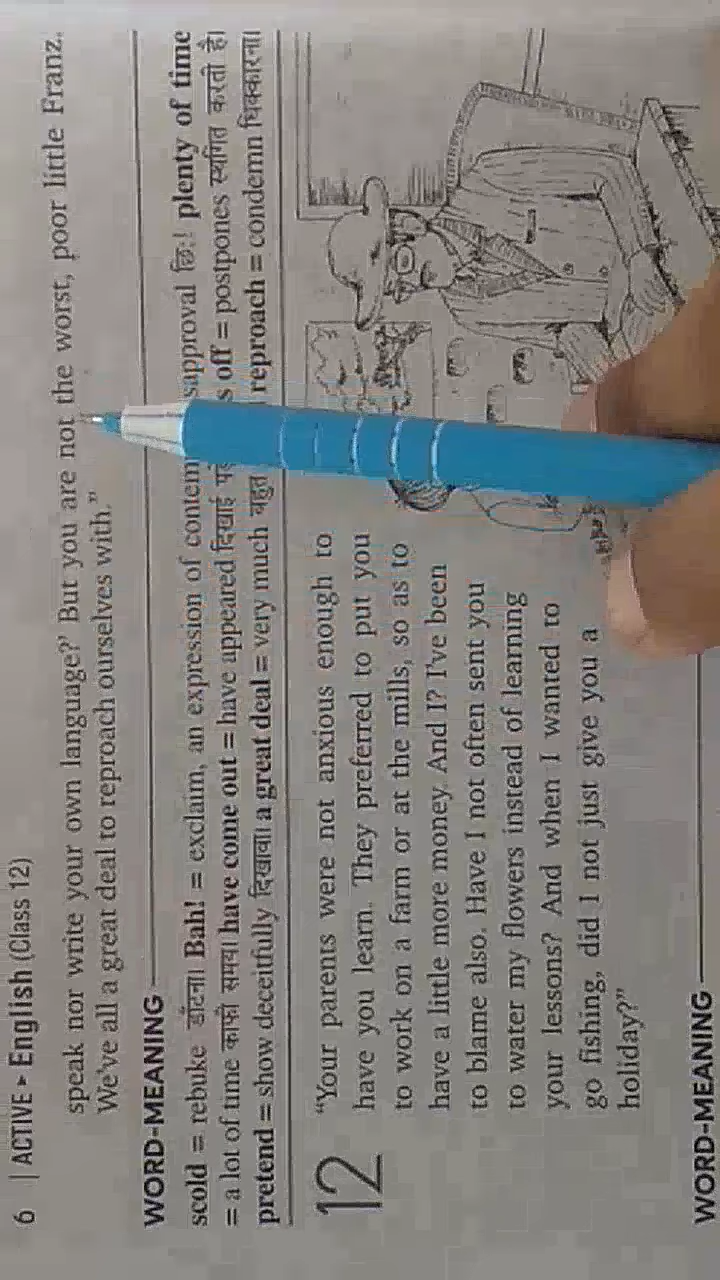 6 | ACTIVE ▸ English (Class 12)
speak nor write your own language?' But you are not the worst, poor little Franz.
We've all a great deal to reproach ourselves with."
WORD-MEANING
scold = rebuke डाँटना। Bah! = exclaim, an expression of छिः! plenty of time
= a lot of time काफी समय। have come out = have appeared दिखाई off = postpones स्थगित करती है।
pretend = show deceitfully दिखावा। a great deal = very much बहुत reproach = condemn धिक्कारना।
12
"Your parents were not anxious enough to
have you learn. They preferred to put you
to work on a farm or at the mills, so as to
have a little more money. And I? I've been
to blame also. Have I not often sent you
to water my flowers instead of learning
your lessons? And when I wanted to
go fishing, did I not just give you a
holiday?"
WORD-MEANING